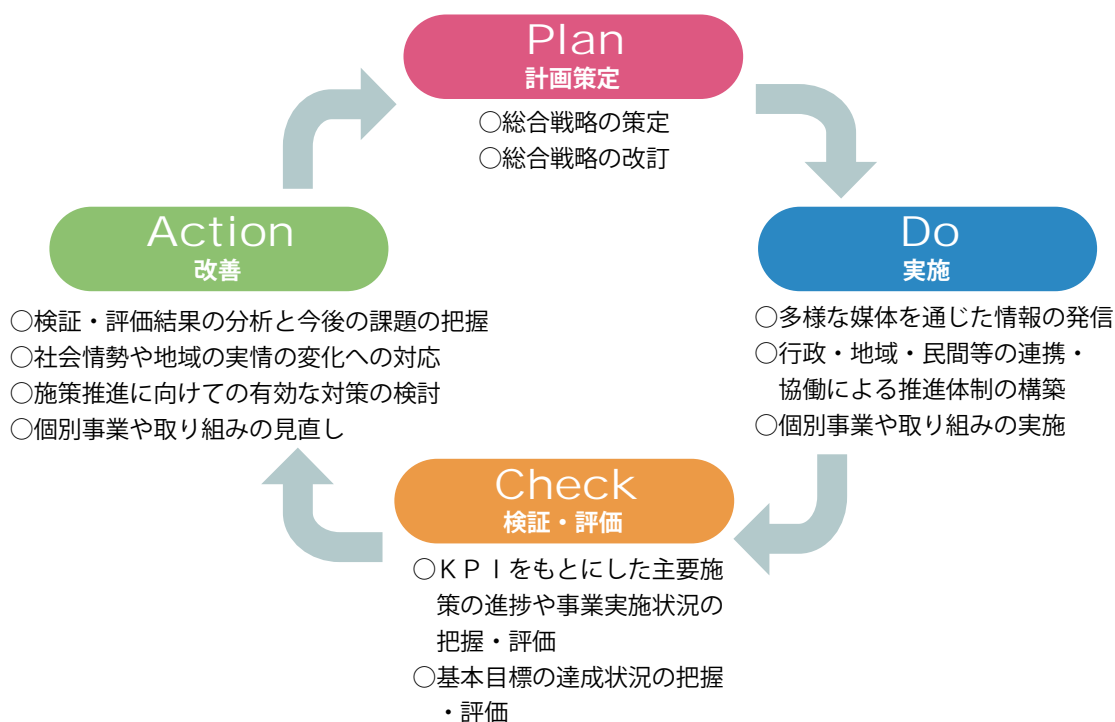 Plan
計画策定
○総合戦略の策定
○総合戦略の改訂
Do
実施
○多様な媒体を通じた情報の発信
○行政・地域・民間等の連携・
協働による推進体制の構築
○個別事業や取り組みの実施
Check
検証・評価
○ＫＰＩをもとにした主要施
策の進捗や事業実施状況の
把握・評価
○基本目標の達成状況の把握
・評価
Action
改善
○検証・評価結果の分析と今後の課題の把握
○社会情勢や地域の実情の変化への対応
○施策推進に向けての有効な対策の検討
○個別事業や取り組みの見直し